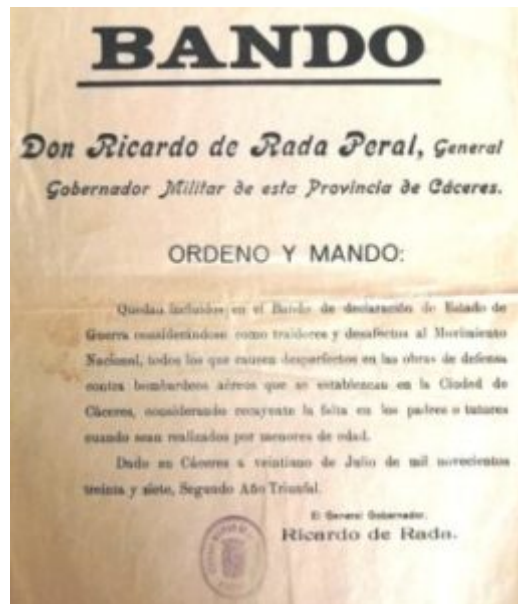 BANDO
Don Ricardo de Rada Peral, General
Gobernador Militar de esta Provincia de Cáceres.
ORDENO Y MANDO:
Quedan incluidos en el Bando de declaración de Estado de
Guerra considerándose como traidores y desafectos al Movimiento
Nacional, todos los que causen desperfectos en las obras de defensa
contra bombardeos aéreos que se establezcan en la Ciudad de
Cáceres, considerando recayente la falta en los padres o tutores
cuando sean realizados por menores de edad.
Dado en Cáceres a veintiuno de Julio de mil novecientos
treinta y siete, Segundo Año Triunfal.
El General Gobernador,
Ricardo de Rada.